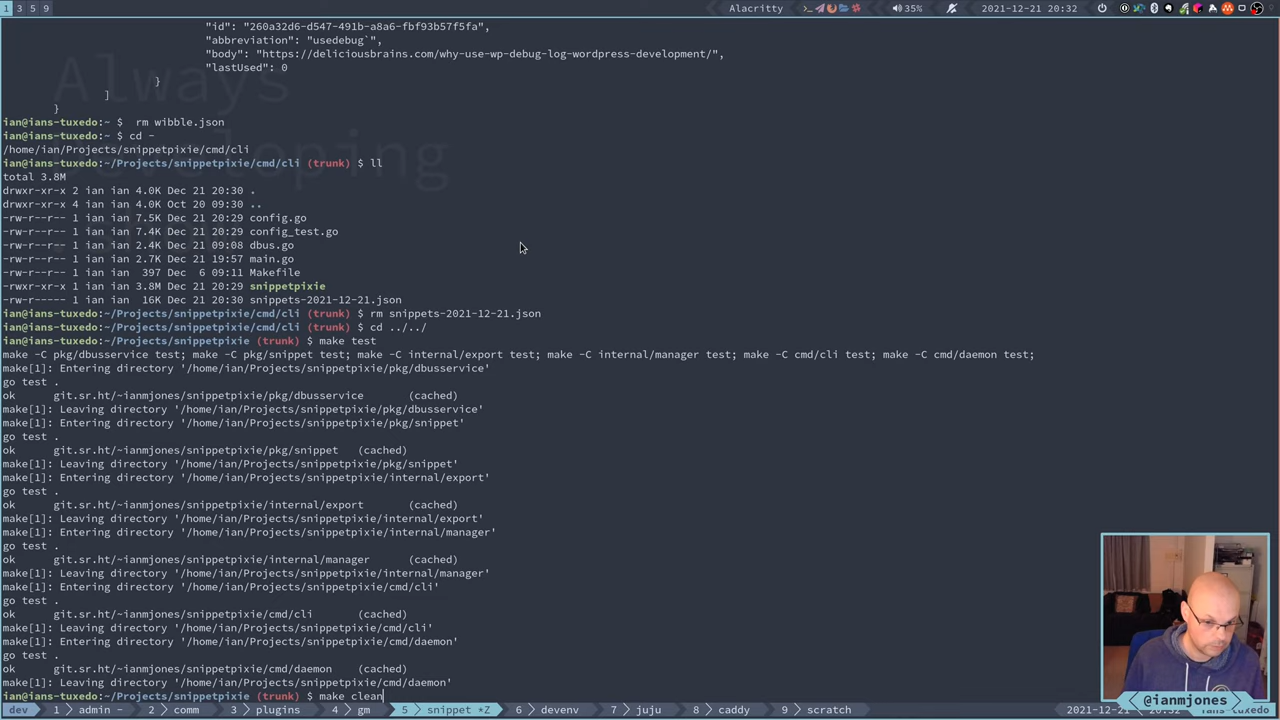 1 3 5 9
Alacritty
35%
2021-12-21 20:32
"id": "260a32d6-d547-491b-a8a6-fbf93b57f5fa",
"abbreviation": "usedebug`",
"body": "https://deliciousbrains.com/why-use-wp-debug-log-wordpress-development/",
"lastUsed": 0
}
]
}
Always
Developing
ian@ians-tuxedo:~ $ rm wibble.json
ian@ians-tuxedo:~ $ cd -
/home/ian/Projects/snippetpixie/cmd/cli
ian@ians-tuxedo:~/Projects/snippetpixie/cmd/cli (trunk) $ ll
total 3.8M
drwxr-xr-x 2 ian ian 4.0K Dec 21 20:30 .
drwxr-xr-x 4 ian ian 4.0K Oct 20 09:30 ..
-rw-r--r-- 1 ian ian 7.5K Dec 21 20:29 config.go
-rw-r--r-- 1 ian ian 7.4K Dec 21 20:29 config_test.go
-rw-r--r-- 1 ian ian 2.4K Dec 21 09:08 dbus.go
-rw-r--r-- 1 ian ian 2.7K Dec 21 19:57 main.go
-rw-r--r-- 1 ian ian 397 Dec 6 09:11 Makefile
-rwxr-xr-x 1 ian ian 3.8M Dec 21 20:29 snippetpixie
-rw-r----- 1 ian ian 16K Dec 21 20:30 snippets-2021-12-21.json
ian@ians-tuxedo:~/Projects/snippetpixie/cmd/cli (trunk) $ rm snippets-2021-12-21.json
ian@ians-tuxedo:~/Projects/snippetpixie/cmd/cli (trunk) $ cd ../../
ian@ians-tuxedo:~/Projects/snippetpixie (trunk) $ make test
make -C pkg/dbusservice test; make -C pkg/snippet test; make -C internal/export test; make -C internal/manager test; make -C cmd/cli test; make -C cmd/daemon test;
make[1]: Entering directory '/home/ian/Projects/snippetpixie/pkg/dbusservice'
go test .
ok git.sr.ht/~ianmjones/snippetpixie/pkg/dbusservice (cached)
make[1]: Leaving directory '/home/ian/Projects/snippetpixie/pkg/dbusservice'
make[1]: Entering directory '/home/ian/Projects/snippetpixie/pkg/snippet'
go test .
ok git.sr.ht/~ianmjones/snippetpixie/pkg/snippet (cached)
make[1]: Leaving directory '/home/ian/Projects/snippetpixie/pkg/snippet'
make[1]: Entering directory '/home/ian/Projects/snippetpixie/internal/export'
go test .
ok git.sr.ht/~ianmjones/snippetpixie/internal/export (cached)
make[1]: Leaving directory '/home/ian/Projects/snippetpixie/internal/export'
make[1]: Entering directory '/home/ian/Projects/snippetpixie/internal/manager'
go test .
ok git.sr.ht/~ianmjones/snippetpixie/internal/manager (cached)
make[1]: Leaving directory '/home/ian/Projects/snippetpixie/internal/manager'
make[1]: Entering directory '/home/ian/Projects/snippetpixie/cmd/cli'
go test .
ok git.sr.ht/~ianmjones/snippetpixie/cmd/cli (cached)
make[1]: Leaving directory '/home/ian/Projects/snippetpixie/cmd/cli'
make[1]: Entering directory '/home/ian/Projects/snippetpixie/cmd/daemon'
go test .
ok git.sr.ht/~ianmjones/snippetpixie/cmd/daemon (cached)
make[1]: Leaving directory '/home/ian/Projects/snippetpixie/cmd/daemon'
ian@ians-tuxedo:~/Projects/snippetpixie (trunk) $ make clean
dev 1 admin - 2 comm 3 plugins 4 gm 5 snippet *Z 6 devenv 7 juju 8 caddy 9 scratch
@ianmjones